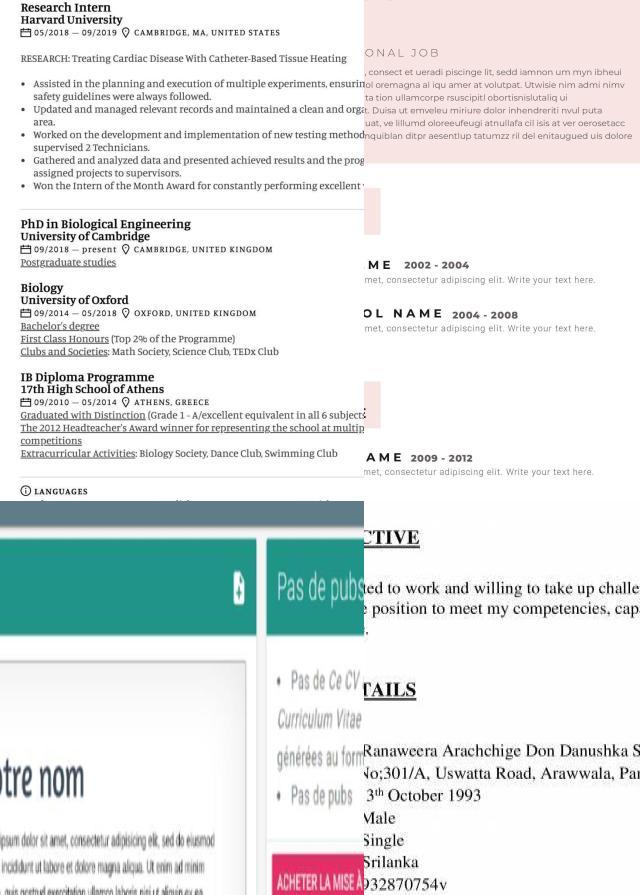 Research Intern
Harvard University
05/2018 – 09/2019 CAMBRIDGE, MA, UNITED STATES
RESEARCH: Treating Cardiac Disease With Catheter-Based Tissue Heating
• Assisted in the planning and execution of multiple experiments, ensurin
safety guidelines were always followed.
• Updated and managed relevant records and maintained a clean and orga
area.
• Worked on the development and implementation of new testing method
supervised 2 Technicians.
• Gathered and analyzed data and presented achieved results and the prog
assigned projects to supervisors.
• Won the Intern of the Month Award for constantly performing excellent
PhD in Biological Engineering
University of Cambridge
09/2018 – present CAMBRIDGE, UNITED KINGDOM
Postgraduate studies
Biology
University of Oxford
09/2014 – 05/2018 OXFORD, UNITED KINGDOM
Bachelor's degree
First Class Honours (Top 2% of the Programme)
Clubs and Societies: Math Society, Science Club, TEDx Club
IB Diploma Programme
17th High School of Athens
09/2010 – 05/2014 ATHENS, GREECE
Graduated with Distinction (Grade 1 - A/excellent equivalent in all 6 subjects
The 2012 Headteacher's Award winner for representing the school at multip
competitions
Extracurricular Activities: Biology Society, Dance Club, Swimming Club
LANGUAGES
ONAL JOB
, consect et ueradi piscinge lit, sedd iamnon um myn ibheui
ol oremagna al iqu amer at volutpat. Utwisie nim admi nimv
ta tion ullamcorpe rsuscipitl obortisnislutaliq ui
t. Duisa ut emveleu miriure dolor inhendreriti nvul puta
uat, ve lillumd oloreeufeugi atnullafa cil isis at ver oerosetacc
nquiblan ditpr aesentlup tatumzz ril del enitaugued uis dolore
ME 2002 - 2004
met, consectetur adipiscing elit. Write your text here.
OL NAME 2004 - 2008
met, consectetur adipiscing elit. Write your text here.
AME 2009 - 2012
met, consectetur adipiscing elit. Write your text here.
otre nom
ipsum dolor sit amet, consectetur adipisicing elit, sed do eiusmod
incididunt ut labore et dolore magna aliqua. Ut enim ad minim
quis nostrud exercitation ullamco laboris nisi ut aliquip ex ea
Pas de pubs
• Pas de Ce CV
Curriculum Vitae
générées au form
• Pas de pubs
ACHETER LA MISE À
CTIVE
ted to work and willing to take up challe
e position to meet my competencies, cap
TAILS
Ranaweera Arachchige Don Danushka S
No;301/A, Uswatta Road, Arawwala, Pan
3th October 1993
Male
Single
Srilanka
932870754v